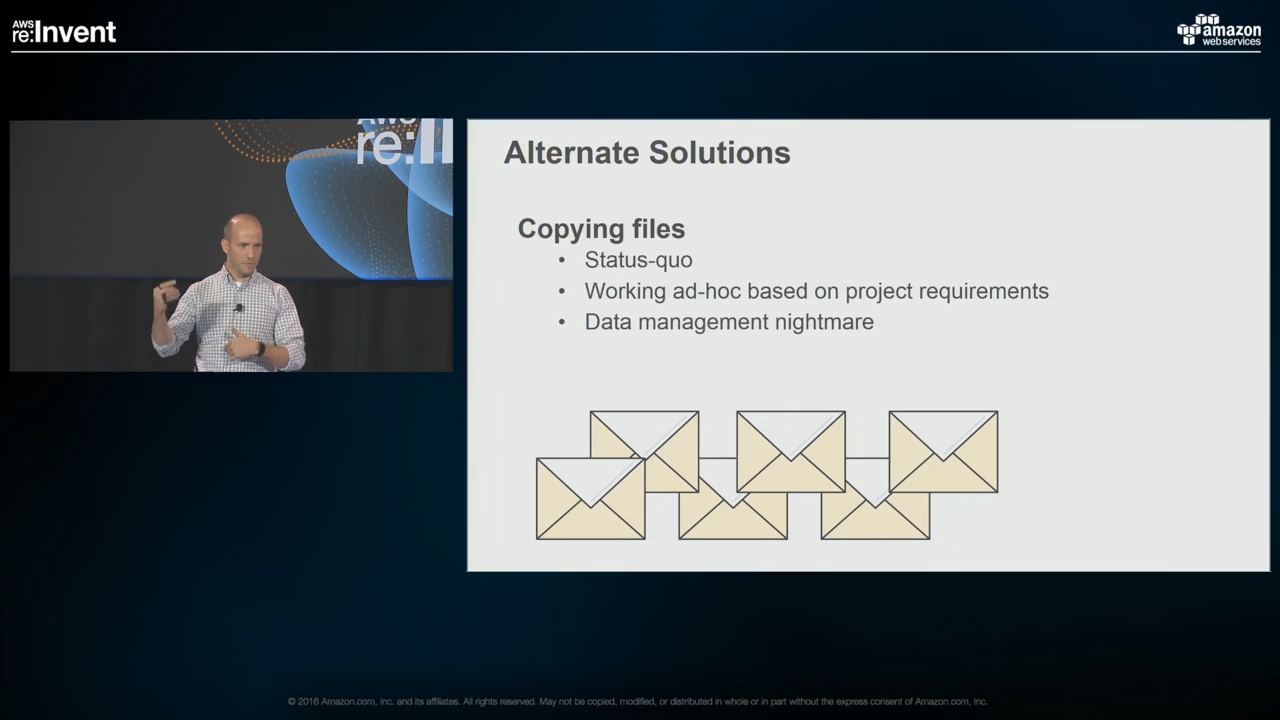 AWS
re:Invent
amazon
web services
AWS
re:I
Alternate Solutions
Copying files
• Status-quo
• Working ad-hoc based on project requirements
• Data management nightmare
© 2016 Amazon.com, Inc. and its affiliates. All rights reserved. May not be copied, modified, or distributed in whole or in part without the express consent of Amazon.com, Inc.